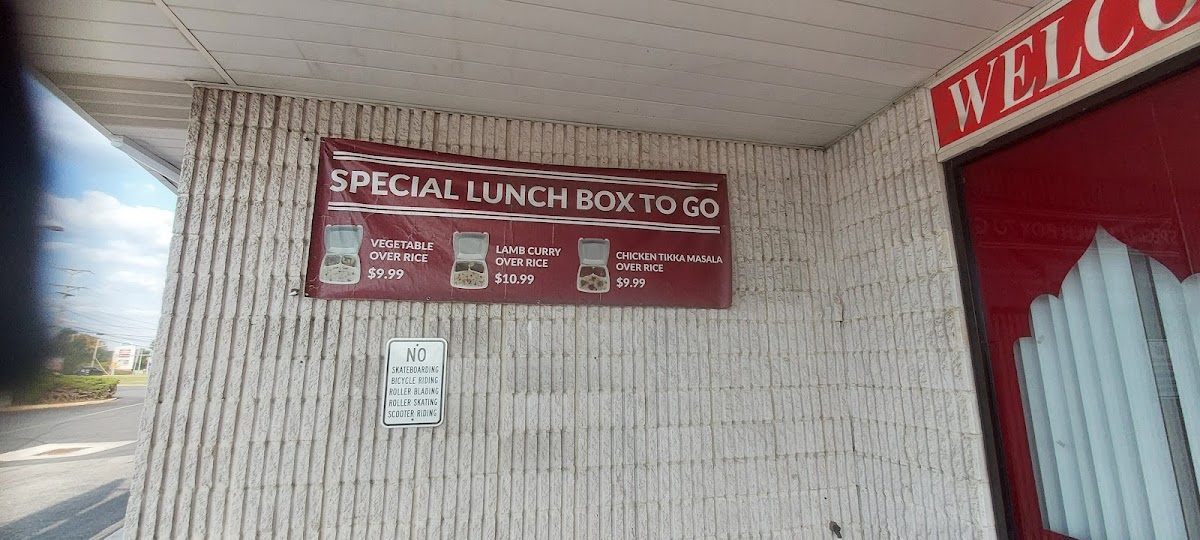 WELCO
SPECIAL LUNCH BOX TO GO
VEGETABLE
OVER RICE
$9.99
LAMB CURRY
OVER RICE
$10.99
CHICKEN TIKKA MASALA
OVER RICE
$9.99
NO
SKATEBOARDING
BICYCLE RIDING
ROLLER BLADING
ROLLER SKATING
SCOOTER RIDING